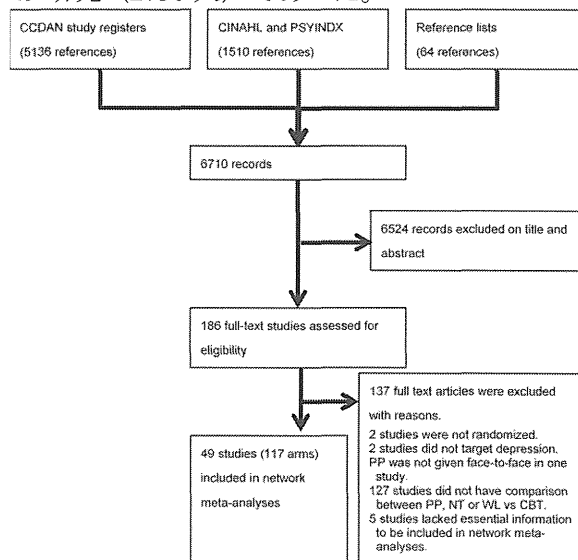 CCDAN study registers
(5136 references)
CINAHL and PSYINDX
(1510 references)
Reference lists
(64 references)
6710 records
6524 records excluded on title and
abstract
186 full-text studies assessed for
eligibility
137 full text articles were excluded
with reasons.
2 studies were not randomized.
2 studies did not target depression.
PP was not given face-to-face in one
study.
127 studies did not have comparison
between PP, NT or WL vs CBT.
5 studies lacked essential information
to be included in network meta-
analyses.
49 studies (117 arms)
included in network
meta-analyses